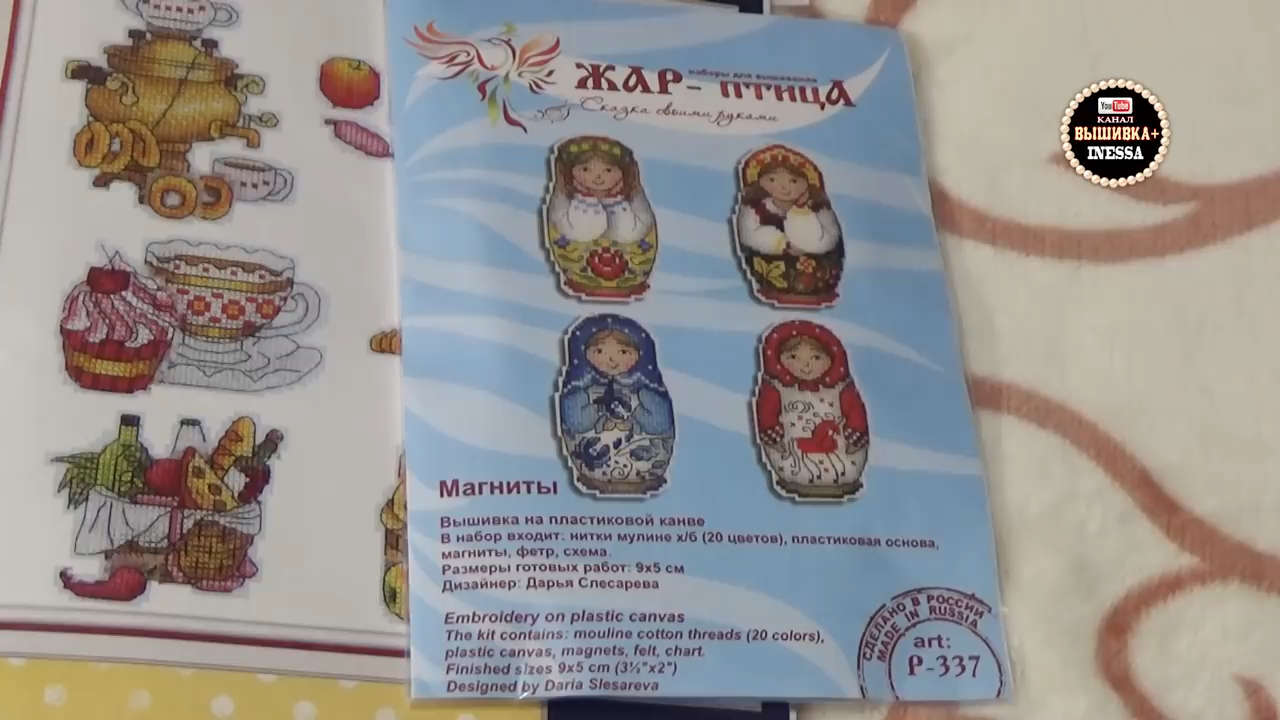 наборы для вышивания
ЖАР-ПТИЦА
Сказка своими руками
YouTube
КАНАЛ
ВЫШИВКА+
INESSA
Магниты
Вышивка на пластиковой канве
В набор входит: нитки мулине х/б (20 цветов), пластиковая основа,
магниты, фетр, схема.
Размеры готовых работ: 9х5 см
Дизайнер: Дарья Слесарева
Embroidery on plastic canvas
The kit contains: mouline cotton threads (20 colors),
plastic canvas, magnets, felt, chart.
Finished sizes 9x5 cm (3½"x2")
Designed by Daria Slesareva
СДЕЛАНО В РОССИИ
MADE IN RUSSIA
art:
Р-337